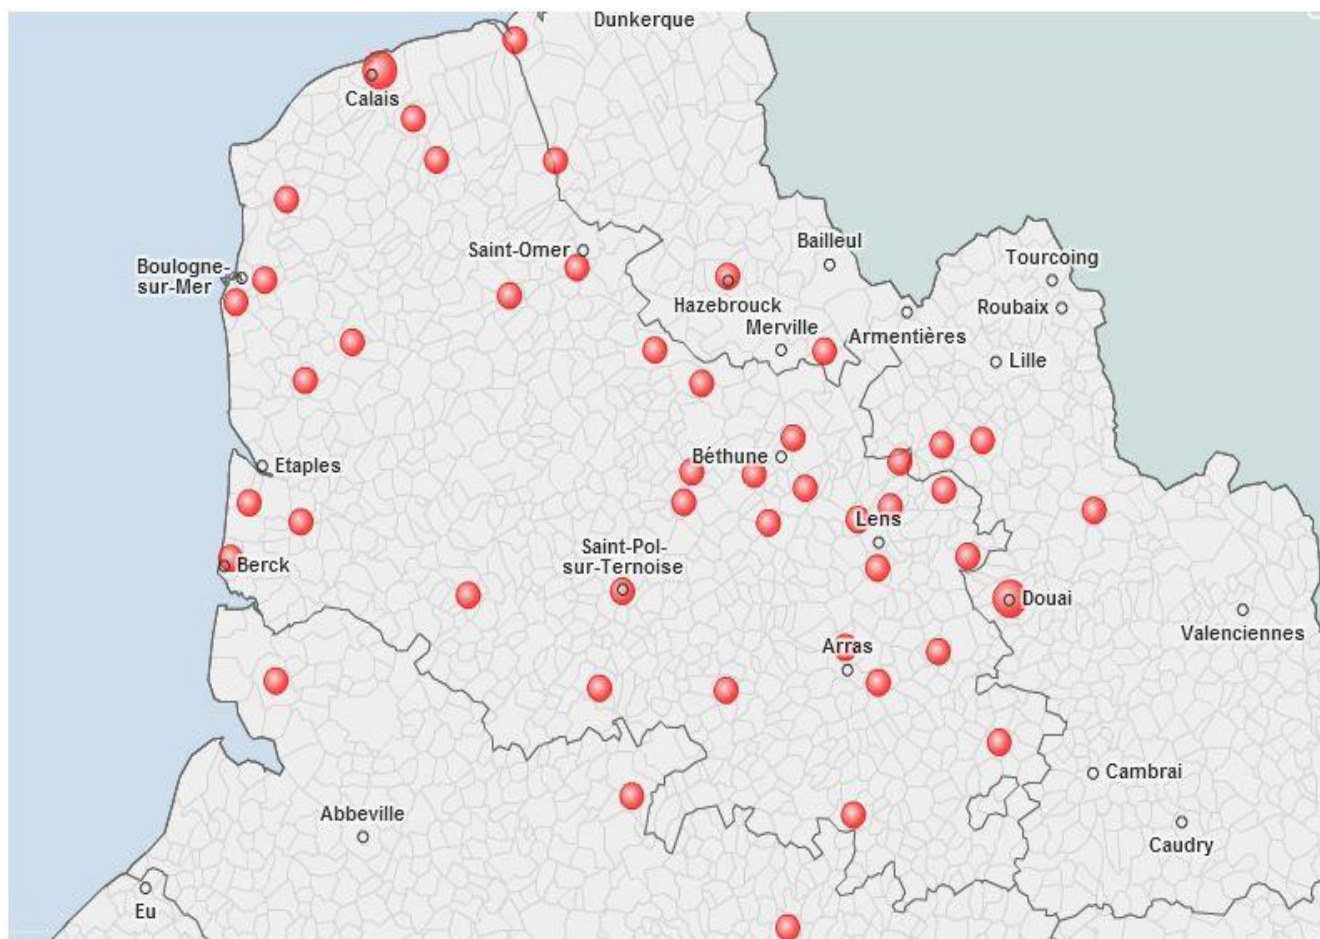 Dunkerque
Calais
Saint-Omer
Bailleul
Tourcoing
Boulogne-
sur-Mer
Hazebrouck
Roubaix
Merville
Armentières
Lille
Béthune
Etaples
Lens
Saint-Pol-
sur-Ternoise
Berck
Douai
Valenciennes
Arras
Cambrai
Abbeville
Caudry
Eu